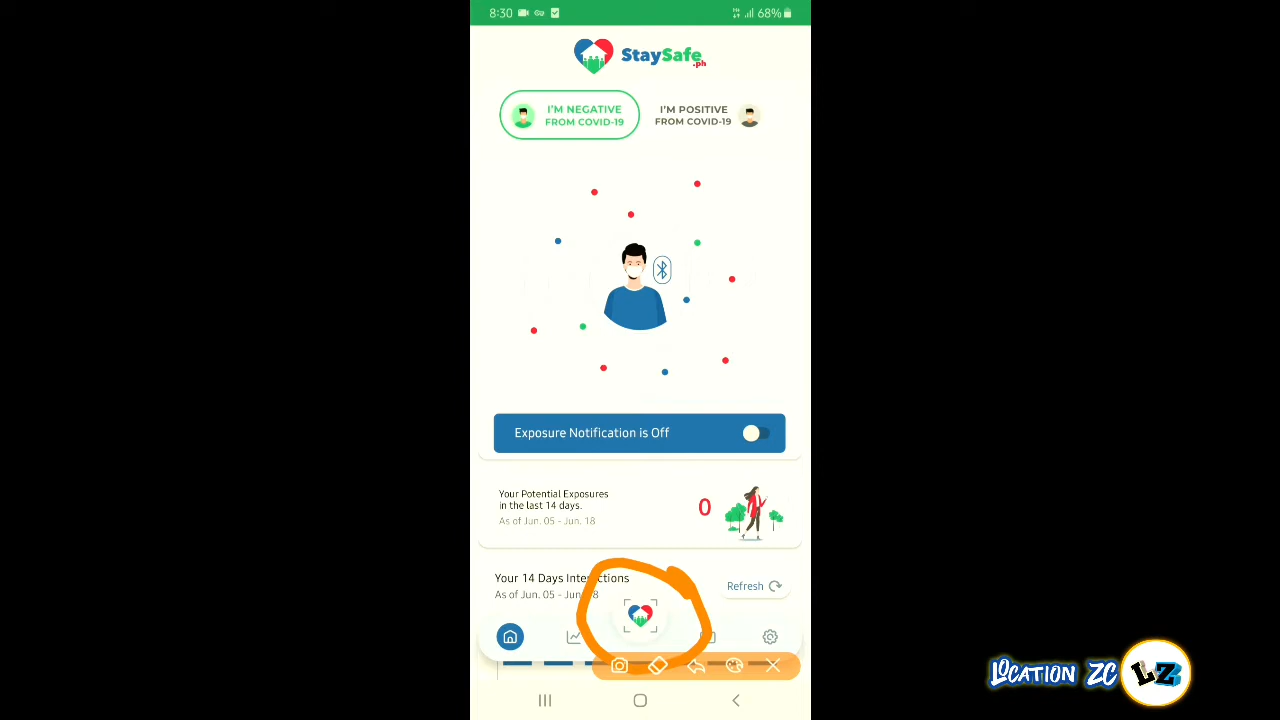 8:30
68%
StaySafe
.ph
I'M NEGATIVE
FROM COVID-19
I'M POSITIVE
FROM COVID-19
Exposure Notification is Off
Your Potential Exposures
in the last 14 days.
As of Jun. 05 - Jun. 18
0
Your 14 Days Interactions
As of Jun. 05 - Jun. 18
Refresh
LOCATION ZC
LZ